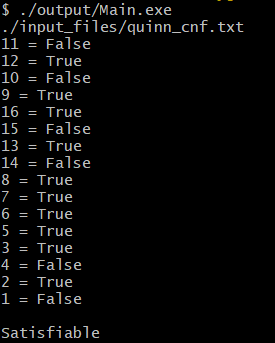 $ ./output/Main.exe
./input_files/quinn_cnf.txt
11 = False
12 = True
10 = False
9 = True
16 = True
15 = False
13 = True
14 = False
8 = True
7 = True
6 = True
5 = True
3 = True
4 = False
2 = True
1 = False
Satisfiable